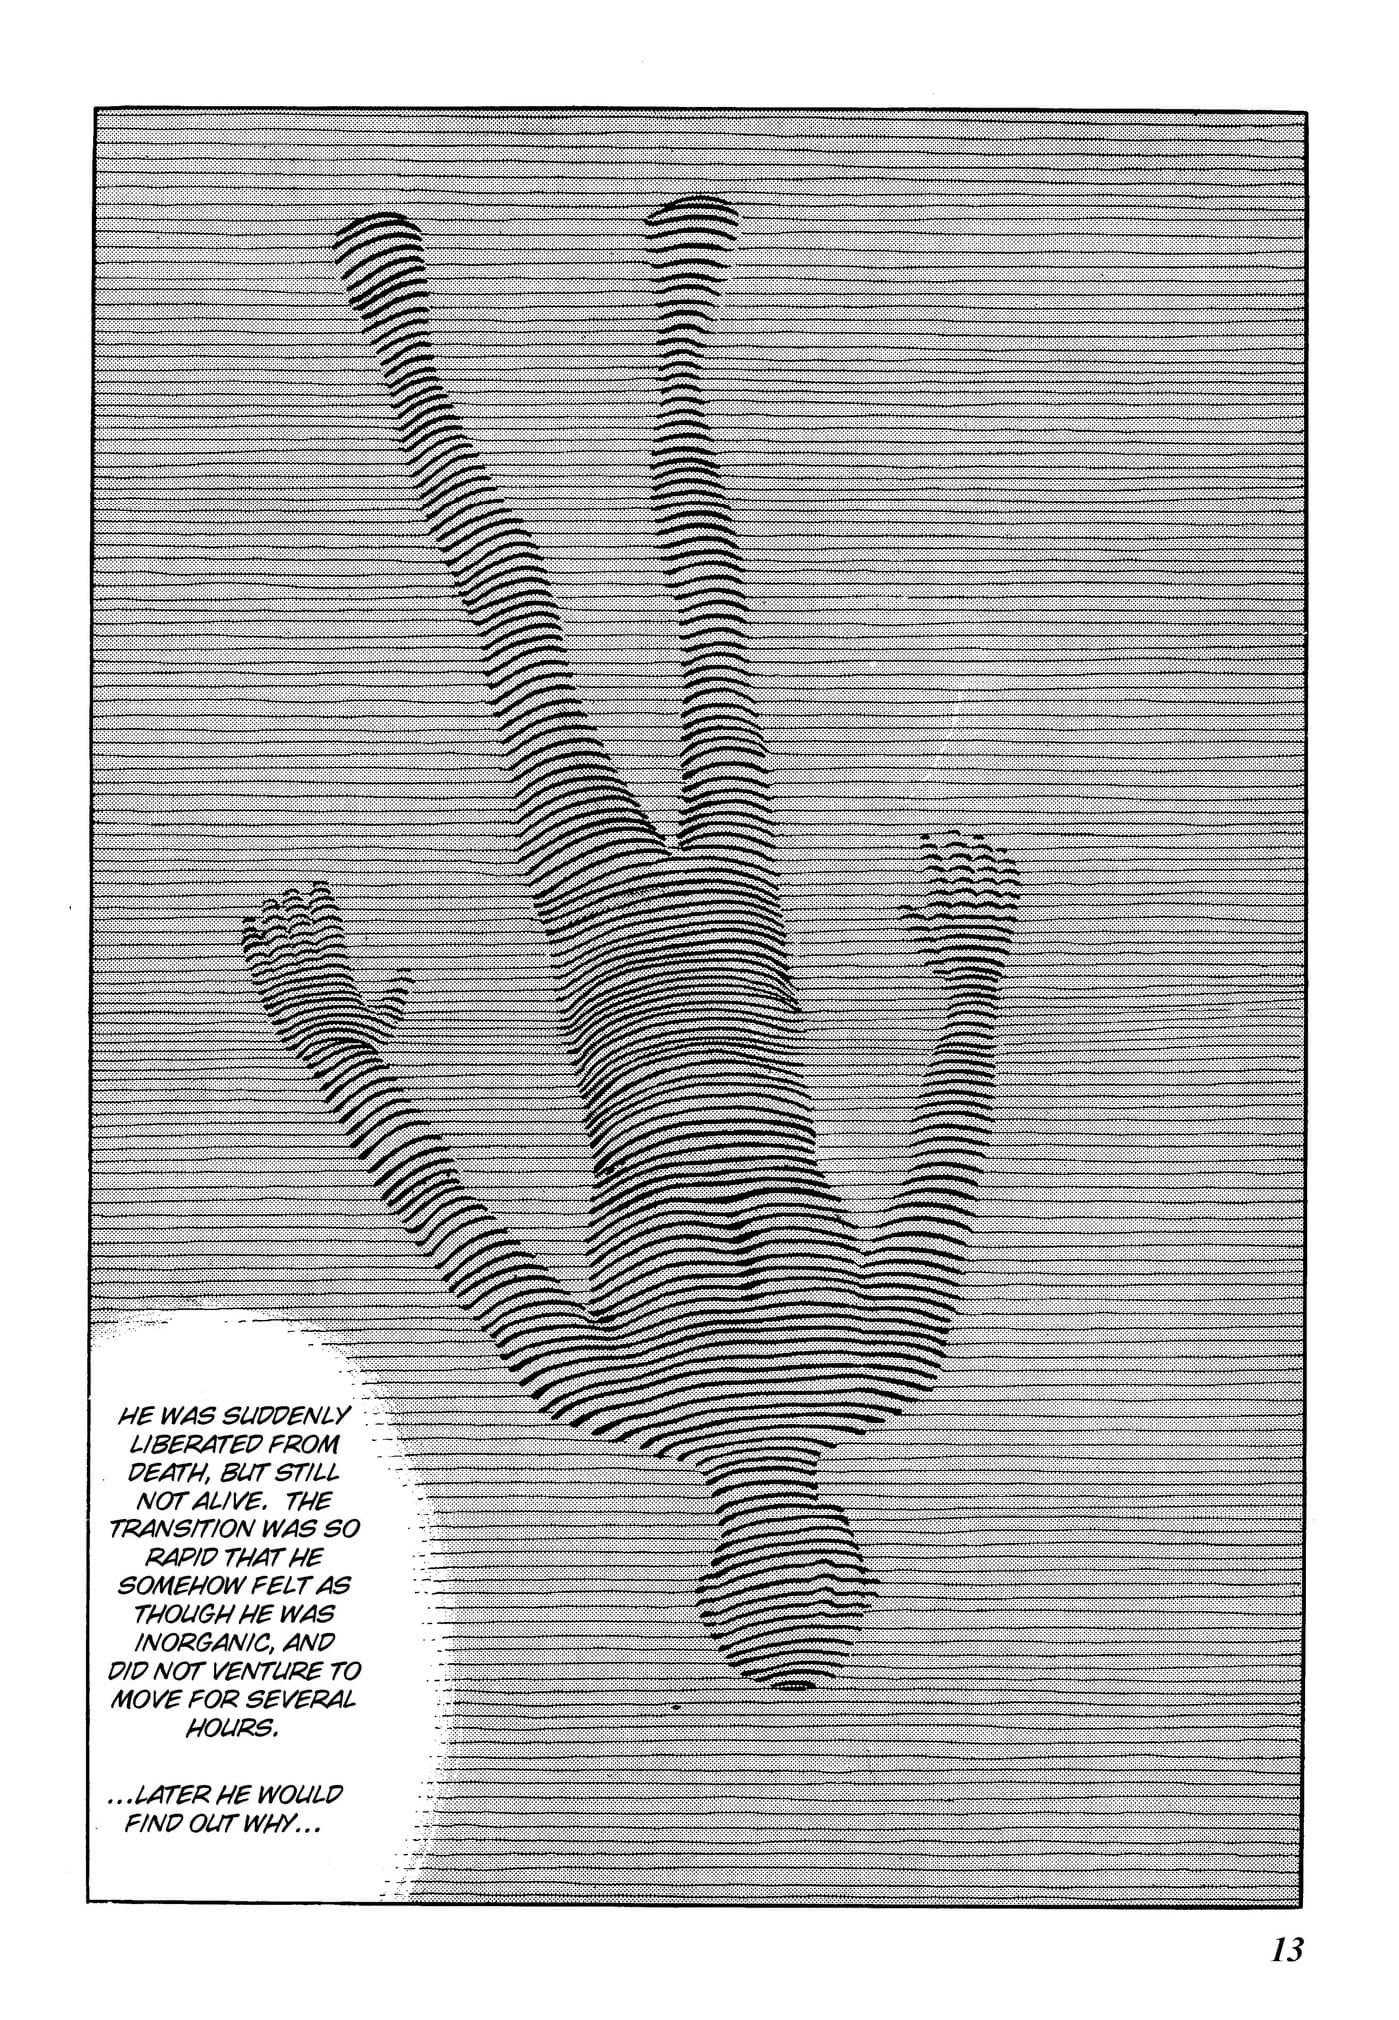 HE WAS SUDDENLY
LIBERATED FROM
DEATH, BUT STILL
NOT ALIVE. THE
TRANSITION WAS SO
RAPID THAT HE
SOMEHOW FELT AS
THOUGH HE WAS
INORGANIC, AND
DID NOT VENTURE TO
MOVE FOR SEVERAL
HOURS.
...LATER HE WOULD
FIND OUT WHY...
13